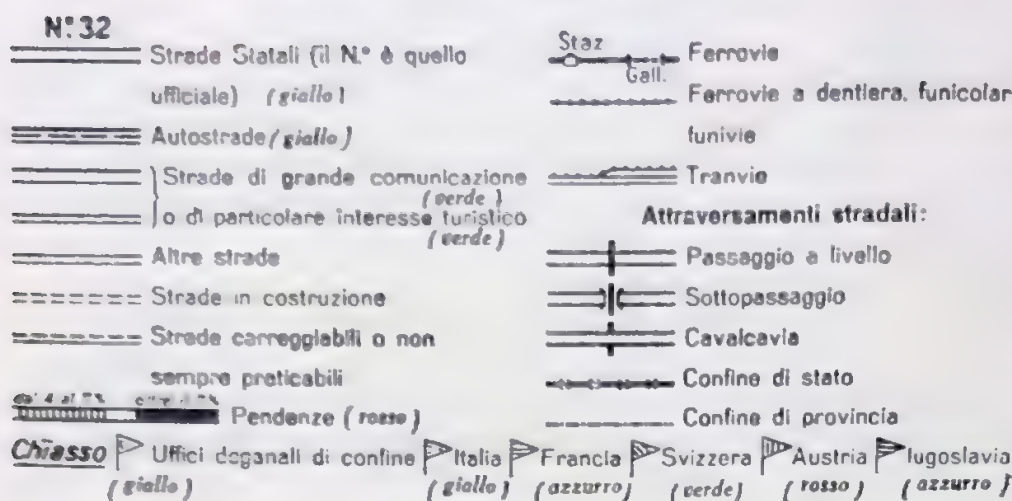 N.º 32
Strade Statali (il N.º è quello
ufficiale) (giallo)
Autostrade (giallo)
Strade di grande comunicazione
(verde)
o di particolare interesse turistico
(verde)
Altre strade
Strade in costruzione
Strade carreggiabili o non
sempre praticabili
Pendenze (rosso)
Staz
Gall.
Ferrovie
Ferrovie a dentiera, funicolar
funivie
Tranvie
Attraversamenti stradali:
Passaggio a livello
Sottopassaggio
Cavalcavia
Confine di stato
Confine di provincia
Chiasso Uffici doganali di confine Italia Francia Svizzera Austria Iugoslavia
(giallo) (giallo) (azzurro) (verde) (rosso) (azzurro)